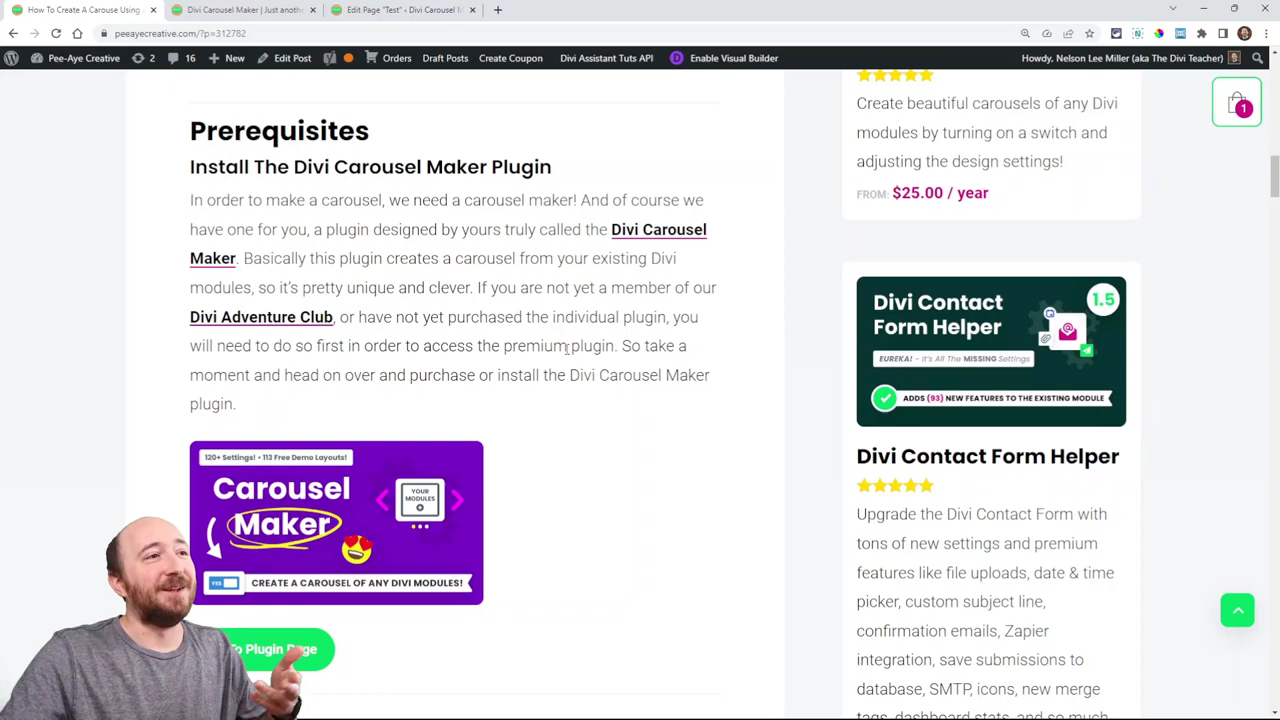 How To Create A Carouse Using
Divi Carousel Maker | Just anoth
Edit Page "Test" ‹ Divi Carousel M
peeayecreative.com/?p=312782
Pee-Aye Creative
2
16
New
Edit Post
Orders
Draft Posts
Create Coupon
Divi Assistant Tuts API
Enable Visual Builder
Howdy, Nelson Lee Miller (aka The Divi Teacher)
1
Prerequisites
Install The Divi Carousel Maker Plugin
In order to make a carousel, we need a carousel maker! And of course we
have one for you, a plugin designed by yours truly called the Divi Carousel
Maker. Basically this plugin creates a carousel from your existing Divi
modules, so it's pretty unique and clever. If you are not yet a member of our
Divi Adventure Club, or have not yet purchased the individual plugin, you
will need to do so first in order to access the premium plugin. So take a
moment and head on over and purchase or install the Divi Carousel Maker
plugin.
120+ Settings! • 113 Free Demo Layouts!
Carousel
Maker
YOUR
MODULES
YES
CREATE A CAROUSEL OF ANY DIVI MODULES!
To Plugin Page
Create beautiful carousels of any Divi
modules by turning on a switch and
adjusting the design settings!
FROM: $25.00 / year
Divi Contact
Form Helper
1.5
EUREKA! - It's All The MISSING Settings
ADDS (93) NEW FEATURES TO THE EXISTING MODULE
Divi Contact Form Helper
Upgrade the Divi Contact Form with
tons of new settings and premium
features like file uploads, date & time
picker, custom subject line,
confirmation emails, Zapier
integration, save submissions to
database, SMTP, icons, new merge
tags, dashboard stats, and so much